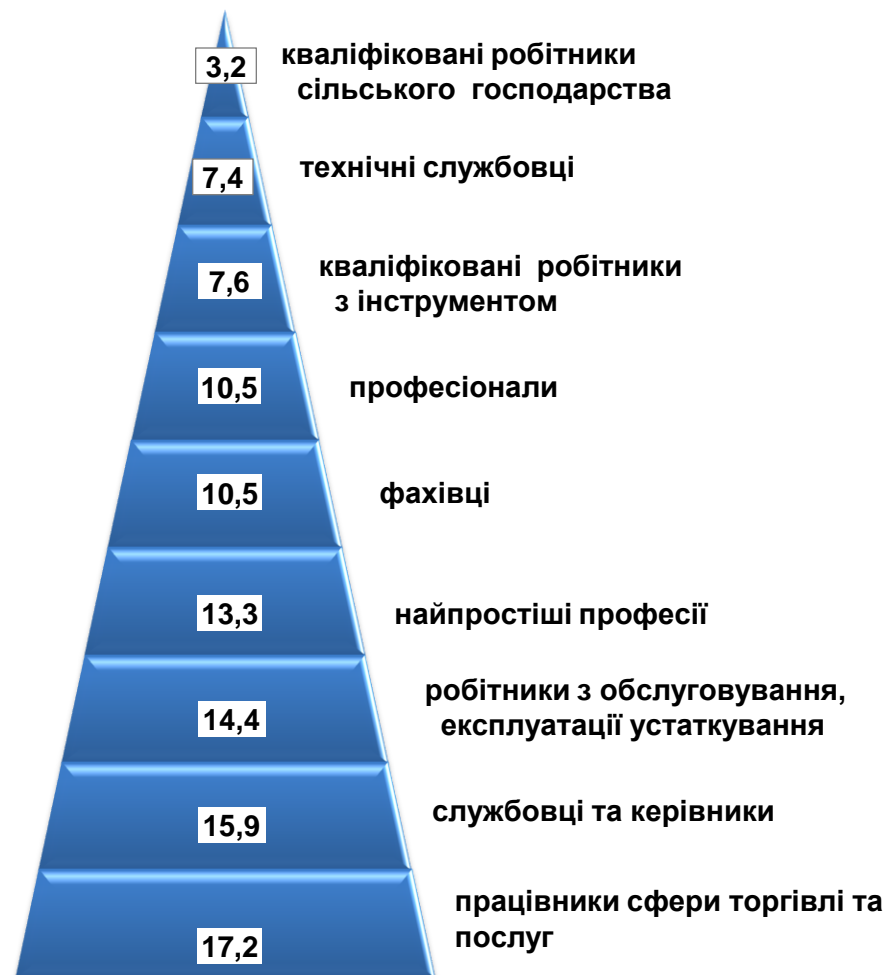 3,2
кваліфіковані робітники
сільського господарства
7,4
технічні службовці
7,6
кваліфіковані робітники
з інструментом
10,5
професіонали
10,5
фахівці
13,3
найпростіші професії
14,4
робітники з обслуговування,
експлуатації устаткування
15,9
службовці та керівники
17,2
працівники сфери торгівлі та
послуг